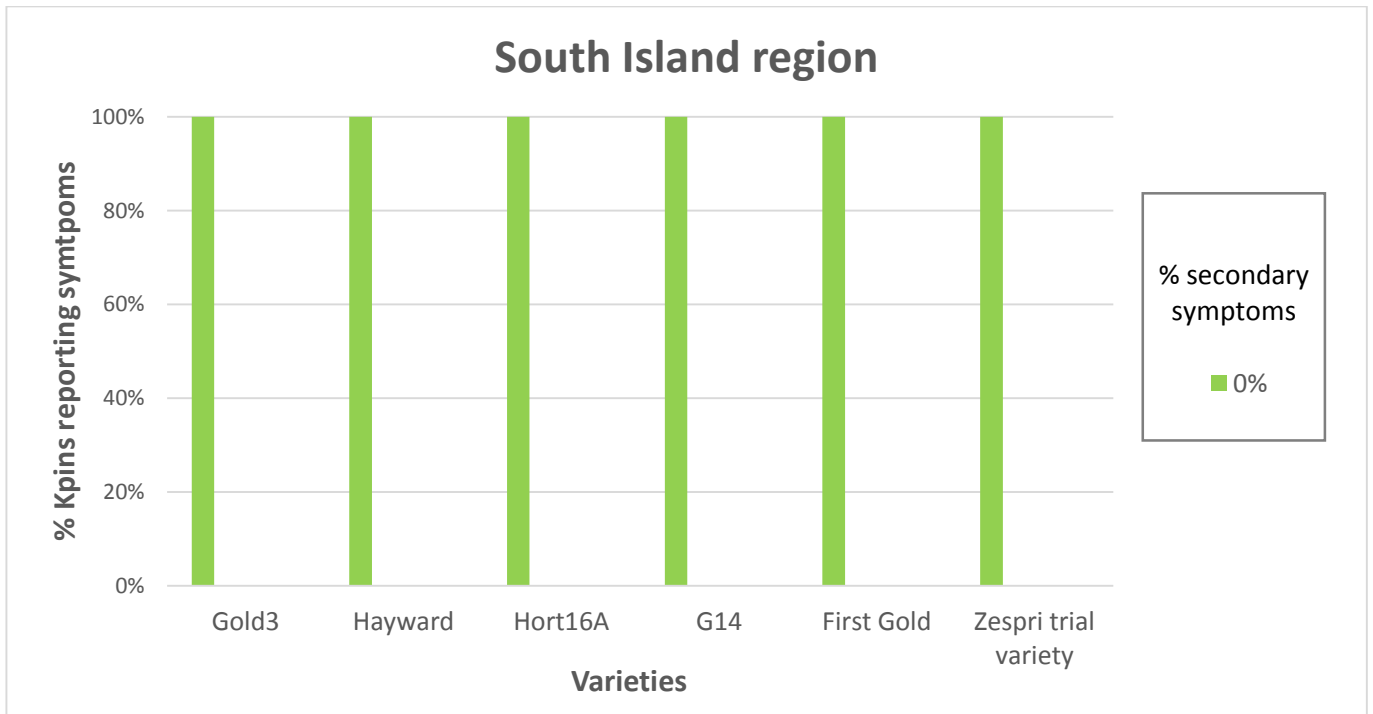 South Island region
% Kpins reporting symtpoms
100%
80%
60%
40%
20%
0%
Gold3
Hayward
Hort16A
G14
First Gold
Zespri trial
variety
Varieties
% secondary
symptoms
0%